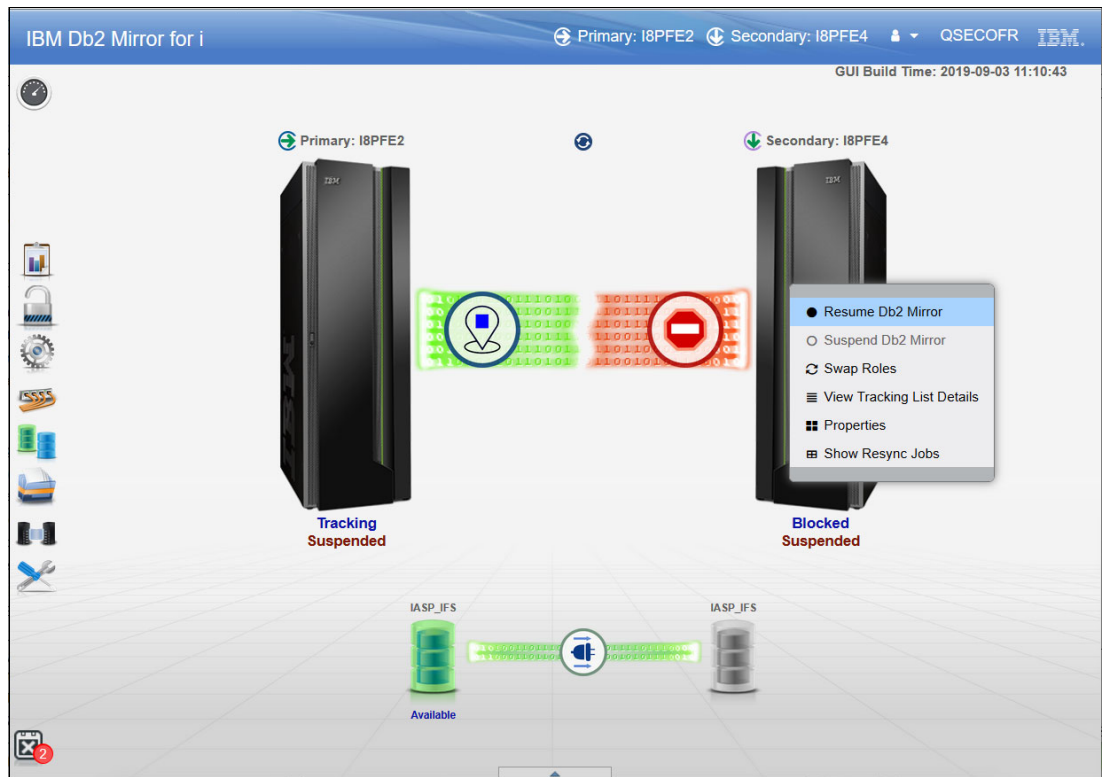 IBM Db2 Mirror for i
Primary: I8PFE2
Secondary: I8PFE4
QSECOFR
IBM.
GUI Build Time: 2019-09-03 11:10:43
Primary: I8PFE2
Secondary: I8PFE4
IBM
IBM
Resume Db2 Mirror
Suspend Db2 Mirror
Swap Roles
View Tracking List Details
Properties
Show Resync Jobs
Tracking
Suspended
Blocked
Suspended
IASP_IFS
IASP_IFS
Available
2